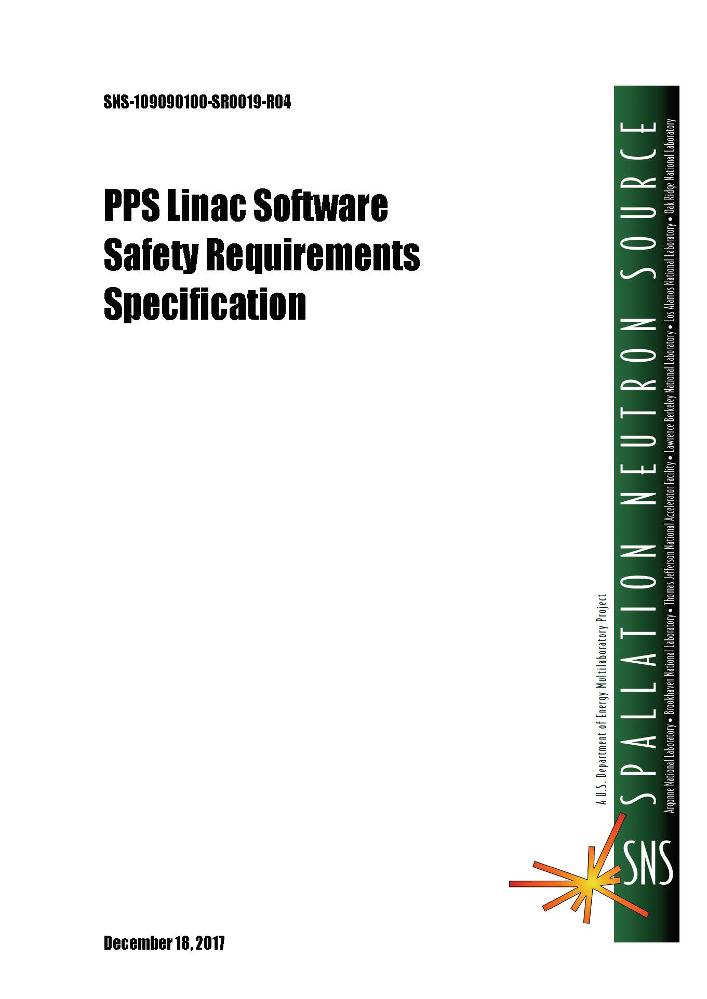 SNS-109090100-SR0019-R04
PPS Linac Software
Safety Requirements
Specification
A U.S. Department of Energy Multilaboratory Project
SPALLATION NEUTRON SOURCE
Argonne National Laboratory • Brookhaven National Laboratory • Thomas Jefferson National Accelerator Facility • Lawrence Berkeley National Laboratory • Los Alamos National Laboratory • Oak Ridge National Laboratory
SNS
December 18, 2017